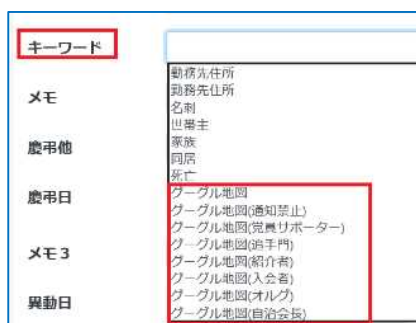 キーワード
勤務先住所
勤務先住所
名刺
世帯主
家族
同居
死亡
グーグル地図
グーグル地図(通知禁止)
グーグル地図(党員サポーター)
グーグル地図(追手門)
グーグル地図(紹介者)
グーグル地図(入会者)
グーグル地図(オルグ)
グーグル地図(自治会長)
メモ
慶弔他
慶弔日
メモ3
異動日